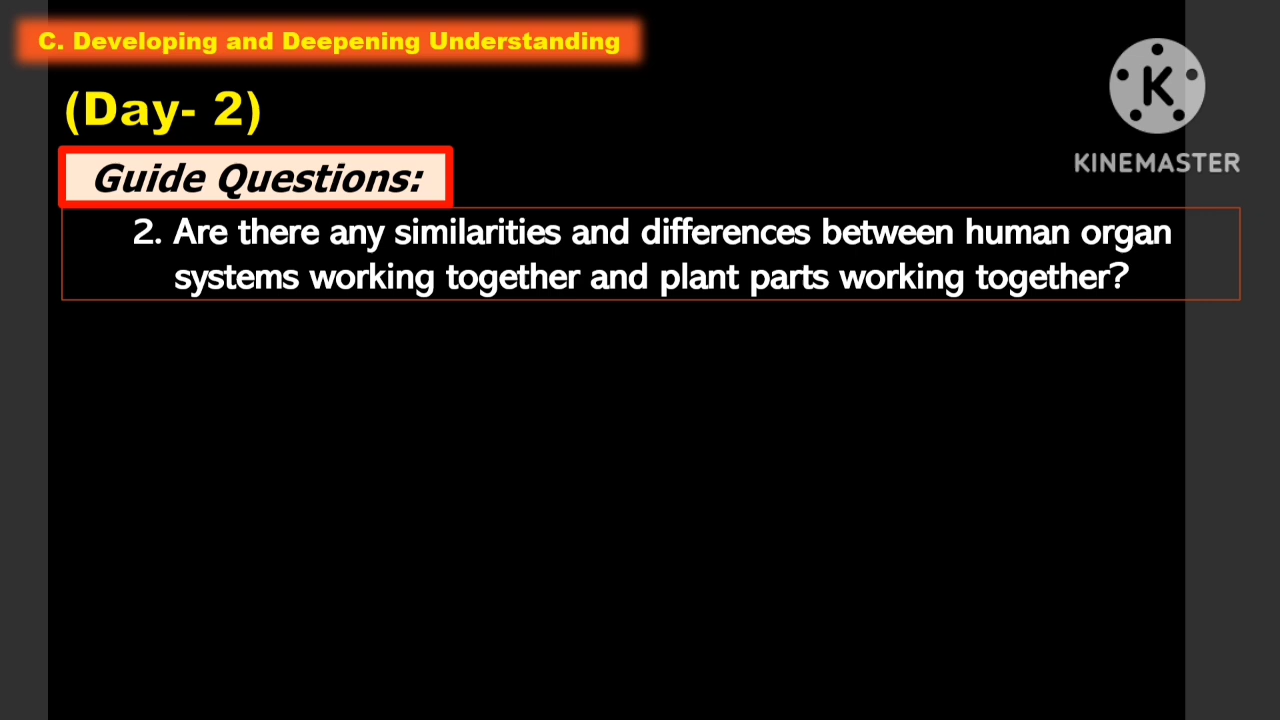 C. Developing and Deepening Understanding
(Day- 2)
K
KINEMASTER
Guide Questions:
2. Are there any similarities and differences between human organ
systems working together and plant parts working together?